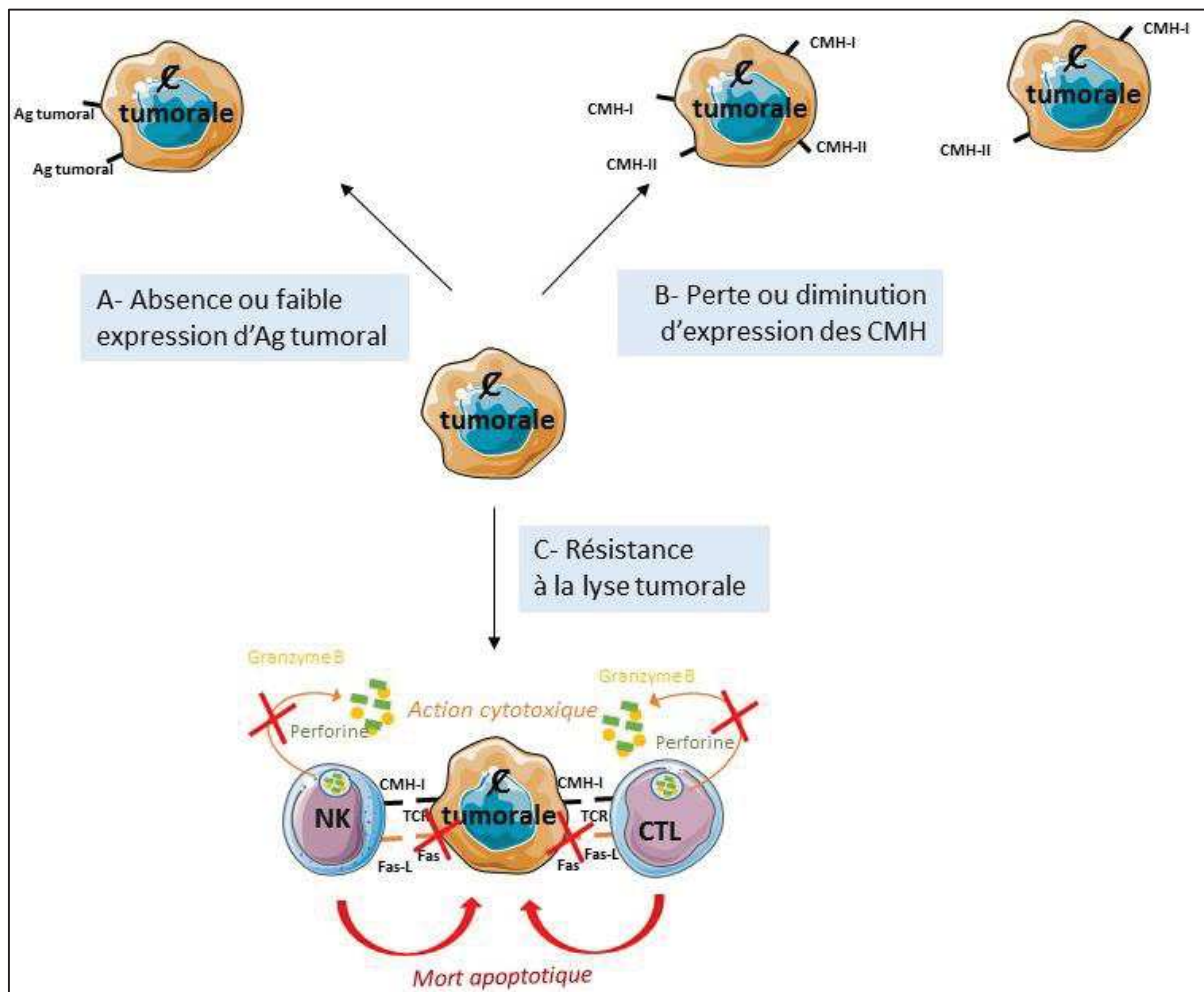 Ag tumoral
Ag tumoral
₡
tumorale
CMH-I
CMH-I
CMH-II
CMH-II
₡
tumorale
CMH-I
CMH-II
₡
tumorale
A- Absence ou faible
expression d'Ag tumoral
B- Perte ou diminution
d'expression des CMH
₡
tumorale
C- Résistance
à la lyse tumorale
Granzyme B
Perforine
Action cytotoxique
Granzyme B
Perforine
NK
CMH-I
TCR
Fas-L
Fas
₡
tumorale
CMH-I
TCR
Fas
Fas-L
CTL
Mort apoptotique